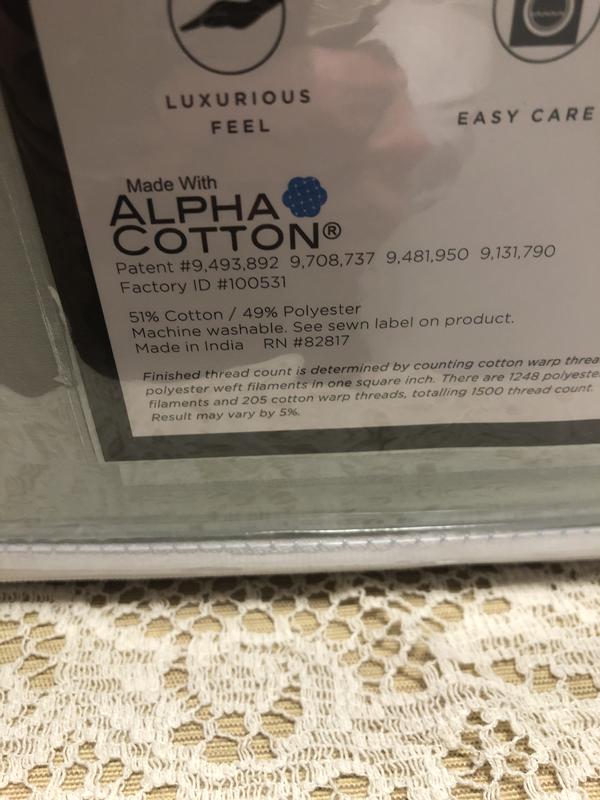 LUXURIOUS
FEEL
EASY CARE
Made With
ALPHA
COTTON®
Patent #9,493,892 9,708,737 9,481,950 9,131,790
Factory ID #100531
51% Cotton / 49% Polyester
Machine washable. See sewn label on product.
Made in India RN #82817
Finished thread count is determined by counting cotton warp
polyester weft filaments in one square inch. There are 1248
filaments and 205 cotton warp threads, totalling 1500 thread count.
Result may vary by 5%.